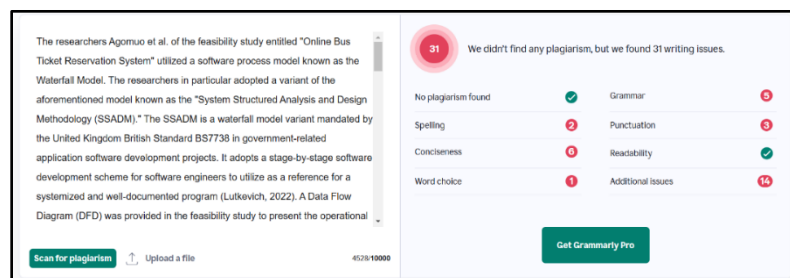 The researchers Agomuo et al. of the feasibility study entitled "Online Bus
Ticket Reservation System" utilized a software process model known as the
Waterfall Model. The researchers in particular adopted a variant of the
aforementioned model known as the "System Structured Analysis and Design
Methodology (SSADM)." The SSADM is a waterfall model variant mandated by
the United Kingdom British Standard BS7738 in government-related
application software development projects. It adopts a stage-by-stage software
development scheme for software engineers to utilize as a reference for a
systemized and well-documented program (Lutkevich, 2022). A Data Flow
Diagram (DFD) was provided in the feasibility study to present the operational
Scan for plagiarism
Upload a file
4528/10000
31
We didn't find any plagiarism, but we found 31 writing issues.
No plagiarism found
Grammar 5
Spelling 2
Punctuation 3
Conciseness 6
Readability
Word choice 1
Additional issues 14
Get Grammarly Pro